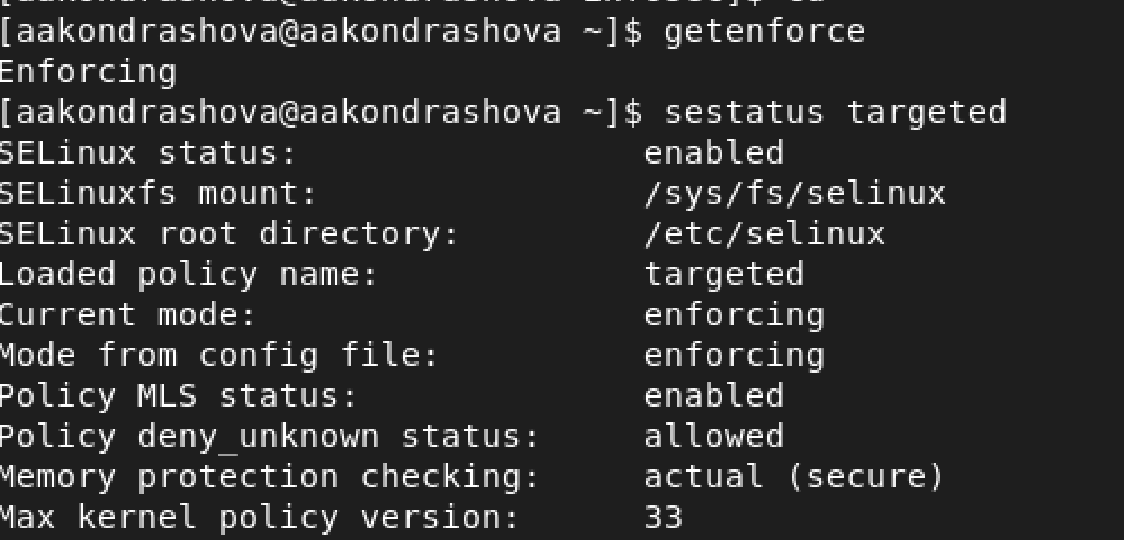 [aakondrashova@aakondrashova ~]$ getenforce
Enforcing
[aakondrashova@aakondrashova ~]$ sestatus targeted
SELinux status:                 enabled
SELinuxfs mount:                /sys/fs/selinux
SELinux root directory:         /etc/selinux
Loaded policy name:             targeted
Current mode:                   enforcing
Mode from config file:          enforcing
Policy MLS status:              enabled
Policy deny_unknown status:     allowed
Memory protection checking:     actual (secure)
Max kernel policy version:      33